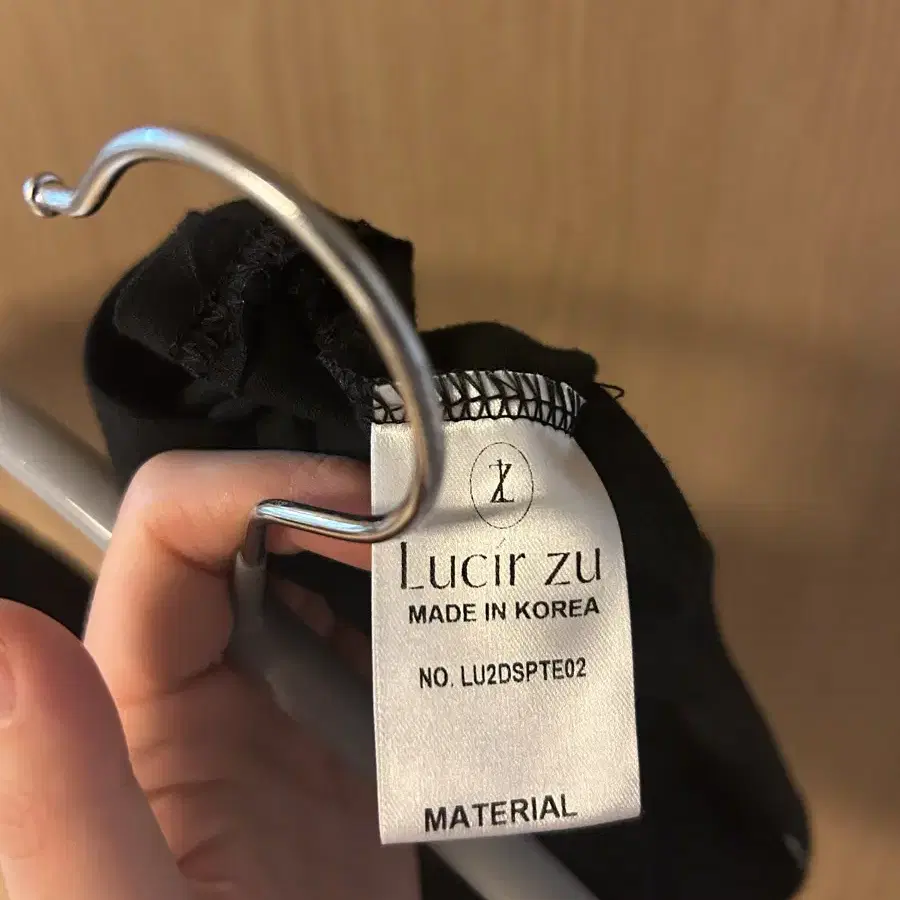 Lucir zu
MADE IN KOREA
NO. LU2DSPTE02
MATERIAL